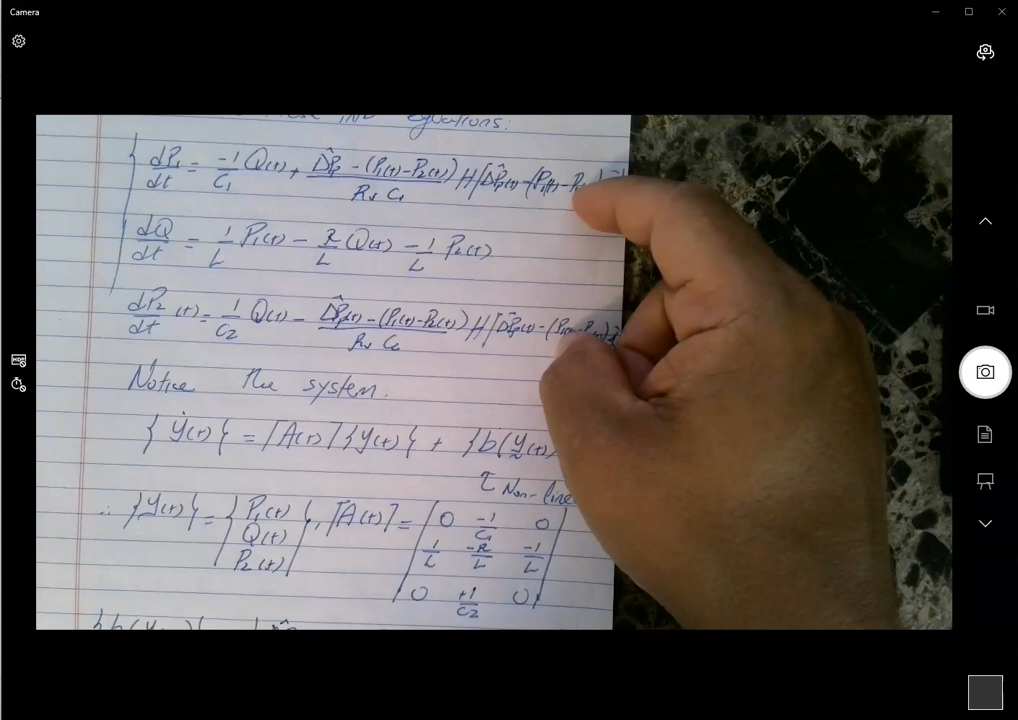 Camera
equations:
dP₁/dt = -1/C₁ Q(t) + (ΔP̂p - (P₁(t)-P₂(t)))/(Rv C₁) H[ΔP̂p(t) - (P₁(t) - P
dQ/dt = 1/L P₁(t) - R/L Q(t) - 1/L P₂(t)
dP₂/dt (t) = 1/C₂ Q(t) - (ΔP̂p(t) - (P₁(t)-P₂(t)))/(Rv C₂) H[ΔP̂p(t) - (P₁(t) -
Notice the system.
{ẏ(t)} = [A(t)]{y(t)} + {b(y(t),
Non-line
∴ {y(t)} = {P₁(t) Q(t) P₂(t)}, [A(t)] = [0 -1/C₁ 0
1/L -R/L -1/L
0 +1/C₂ 0]